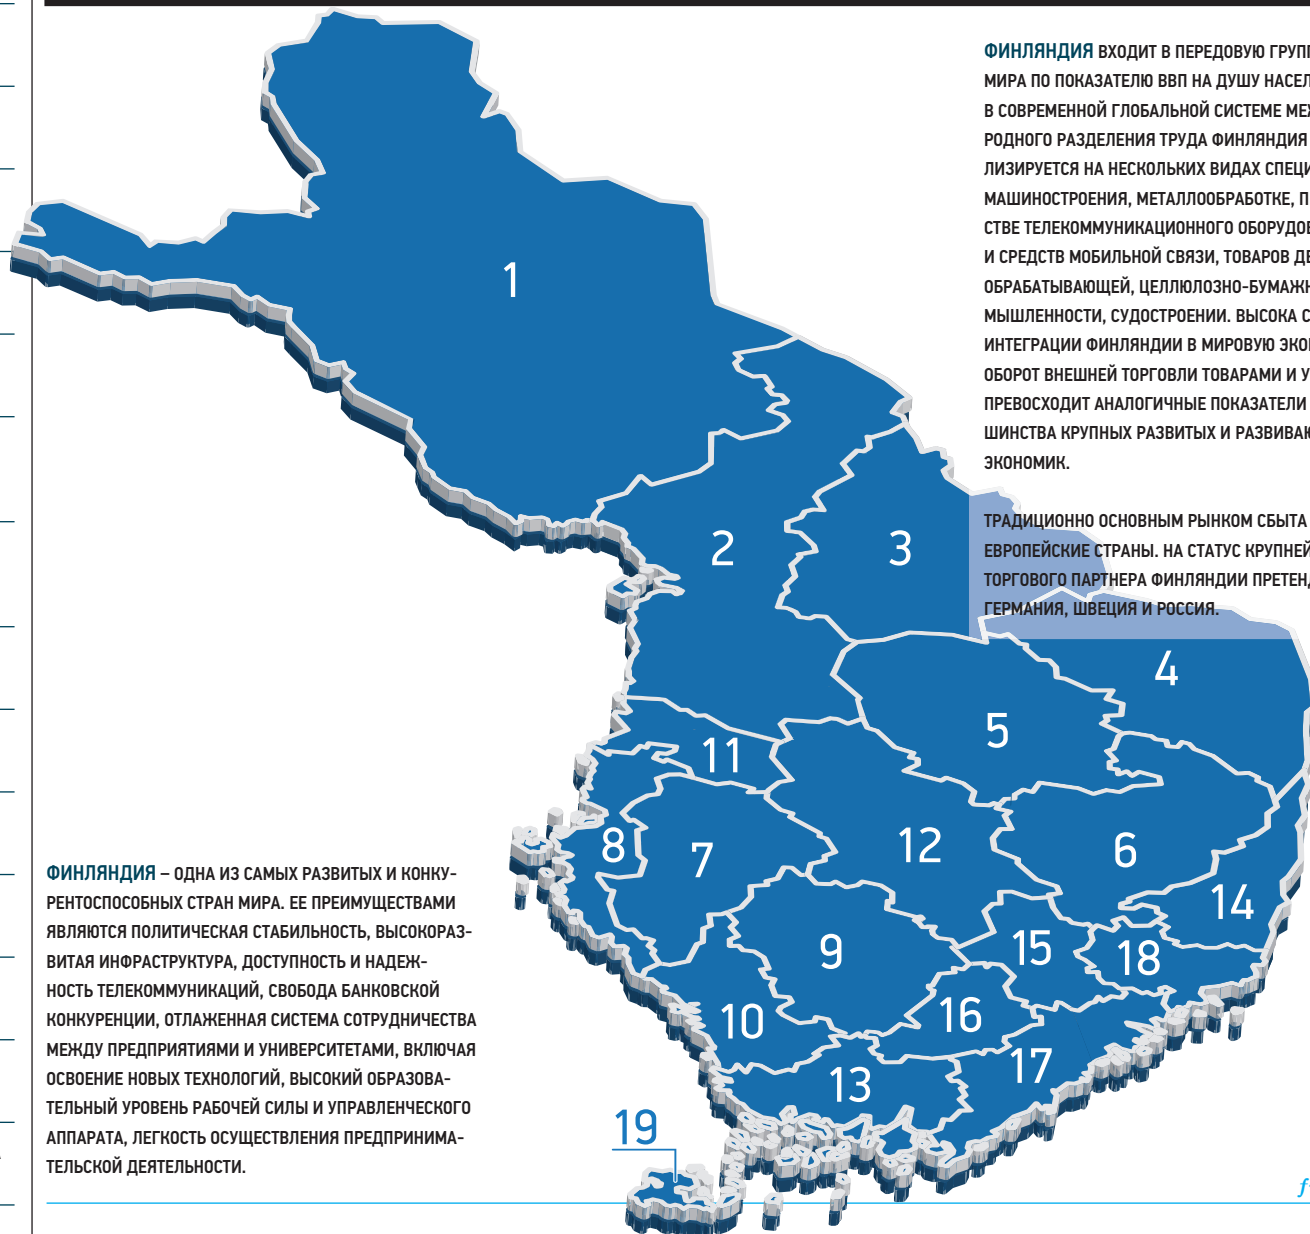 ФИНЛЯНДИЯ ВХОДИТ В ПЕРЕДОВУЮ
МИРА ПО ПОКАЗАТЕЛЮ ВВП НА ДУШУ
В СОВРЕМЕННОЙ ГЛОБАЛЬНОЙ СИСТЕМЕ
РОДНОГО РАЗДЕЛЕНИЯ ТРУДА ФИНЛЯНДИЯ
ЛИЗИРУЕТСЯ НА НЕСКОЛЬКИХ ВИДАХ
МАШИНОСТРОЕНИЯ, МЕТАЛЛООБРАБОТКЕ,
СТВЕ ТЕЛЕКОММУНИКАЦИОННОГО
И СРЕДСТВ МОБИЛЬНОЙ СВЯЗИ, ТОВАРОВ
ОБРАБАТЫВАЮЩЕЙ,
МЫШЛЕННОСТИ, СУДОСТРОЕНИИ. ВЫСОКА
ИНТЕГРАЦИИ ФИНЛЯНДИИ В МИРОВУЮ
ОБОРОТ ВНЕШНЕЙ ТОРГОВЛИ ТОВАРАМИ И
ПРЕВОСХОДИТ АНАЛОГИЧНЫЕ ПОКАЗАТЕЛИ
ШИНСТВА КРУПНЫХ РАЗВИТЫХ И
ЭКОНОМИК.
ТРАДИЦИОННО ОСНОВНЫМ РЫНКОМ СБЫТА
ЕВРОПЕЙСКИЕ СТРАНЫ. НА СТАТУС
ТОРГОВОГО ПАРТНЕРА ФИНЛЯНДИИ
ГЕРМАНИЯ, ШВЕЦИЯ И РОССИЯ.
1
2
3
4
5
11
8
7
12
6
14
9
15
18
10
16
17
13
19
ФИНЛЯНДИЯ – ОДНА ИЗ САМЫХ РАЗВИТЫХ И КОНКУ-
РЕНТОСПОСОБНЫХ СТРАН МИРА. ЕЕ ПРЕИМУЩЕСТВАМИ
ЯВЛЯЮТСЯ ПОЛИТИЧЕСКАЯ СТАБИЛЬНОСТЬ, ВЫСОКОРАЗ-
ВИТАЯ ИНФРАСТРУКТУРА, ДОСТУПНОСТЬ И НАДЕЖ-
НОСТЬ ТЕЛЕКОММУНИКАЦИЙ, СВОБОДА БАНКОВСКОЙ
КОНКУРЕНЦИИ, ОТЛАЖЕННАЯ СИСТЕМА СОТРУДНИЧЕСТВА
МЕЖДУ ПРЕДПРИЯТИЯМИ И УНИВЕРСИТЕТАМИ, ВКЛЮЧАЯ
ОСВОЕНИЕ НОВЫХ ТЕХНОЛОГИЙ, ВЫСОКИЙ ОБРАЗОВА-
ТЕЛЬНЫЙ УРОВЕНЬ РАБОЧЕЙ СИЛЫ И УПРАВЛЕНЧЕСКОГО
АППАРАТА, ЛЕГКОСТЬ ОСУЩЕСТВЛЕНИЯ ПРЕДПРИНИМА-
ТЕЛЬСКОЙ ДЕЯТЕЛЬНОСТИ.